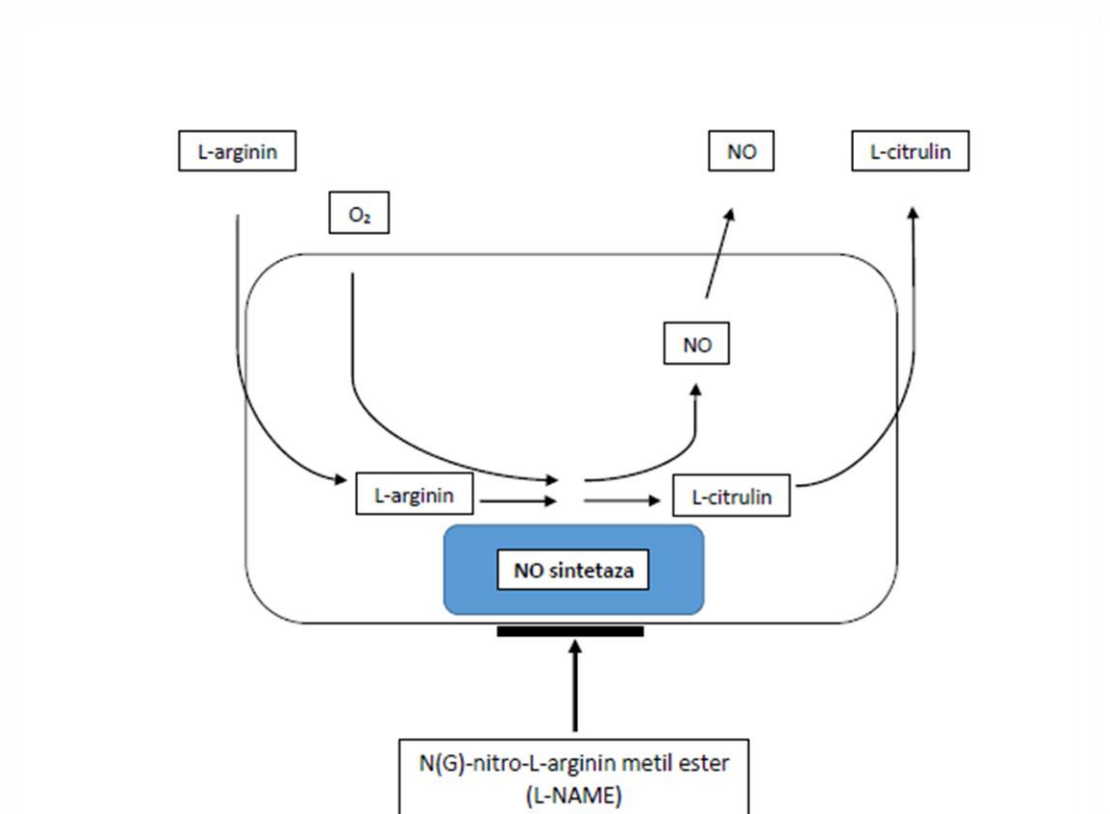 L-arginin
NO
L-citrulin
O₂
NO
L-arginin
L-citrulin
NO sintetaza
N(G)-nitro-L-arginin metil ester
(L-NAME)